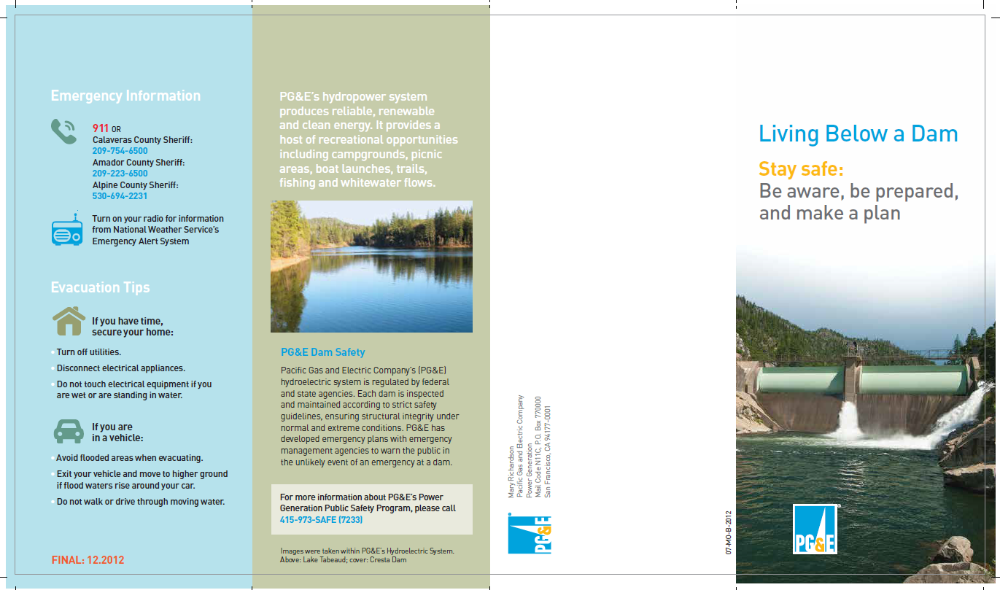 Emergency Information
911 OR
Calaveras County Sheriff:
209-754-6500
Amador County Sheriff:
209-223-6500
Alpine County Sheriff:
530-694-2231
Turn on your radio for information
from National Weather Service's
Emergency Alert System
Evacuation Tips
If you have time,
secure your home:
• Turn off utilities.
• Disconnect electrical appliances.
• Do not touch electrical equipment if you
are wet or are standing in water.
If you are
in a vehicle:
• Avoid flooded areas when evacuating.
• Exit your vehicle and move to higher ground
if flood waters rise around your car.
• Do not walk or drive through moving water.
FINAL: 12.2012
PG&E's hydropower system
produces reliable, renewable
and clean energy. It provides a
host of recreational opportunities
including campgrounds, picnic
areas, boat launches, trails,
fishing and whitewater flows.
PG&E Dam Safety
Pacific Gas and Electric Company's (PG&E)
hydroelectric system is regulated by federal
and state agencies. Each dam is inspected
and maintained according to strict safety
guidelines, ensuring structural integrity under
normal and extreme conditions. PG&E has
developed emergency plans with emergency
management agencies to warn the public in
the unlikely event of an emergency at a dam.
For more information about PG&E's Power
Generation Public Safety Program, please call
415-973-SAFE (7233)
Images were taken within PG&E's Hydroelectric System.
Above: Lake Tabeaud; cover: Cresta Dam
Mary Richardson
Pacific Gas and Electric Company
Power Generation
Mail Code N11C, P.O. Box 770000
San Francisco, CA 94177-0001
PG&E®
07-MO-B-2012
Living Below a Dam
Stay safe:
Be aware, be prepared,
and make a plan
PG&E®